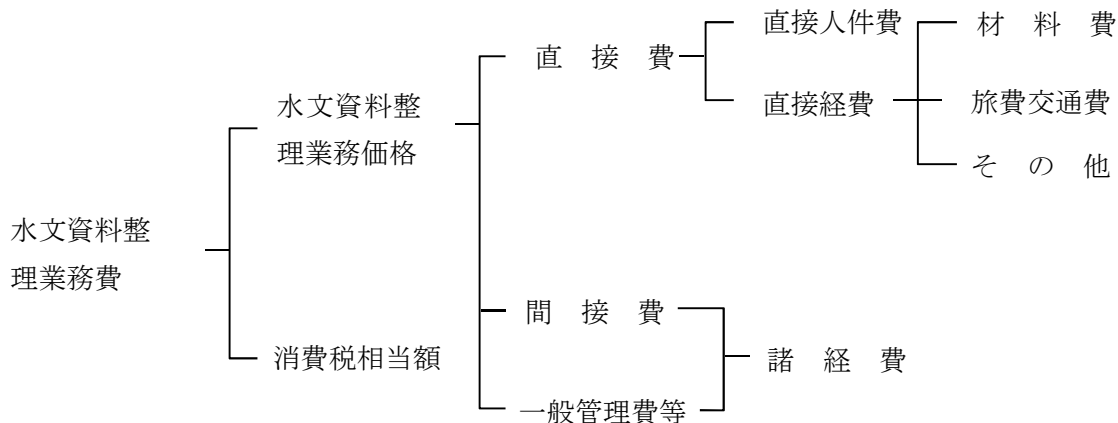 直接人件費
材料費
直接費
直接経費
旅費交通費
水文資料整
理業務価格
その他
水文資料整
理業務費
間接費
消費税相当額
諸経費
一般管理費等